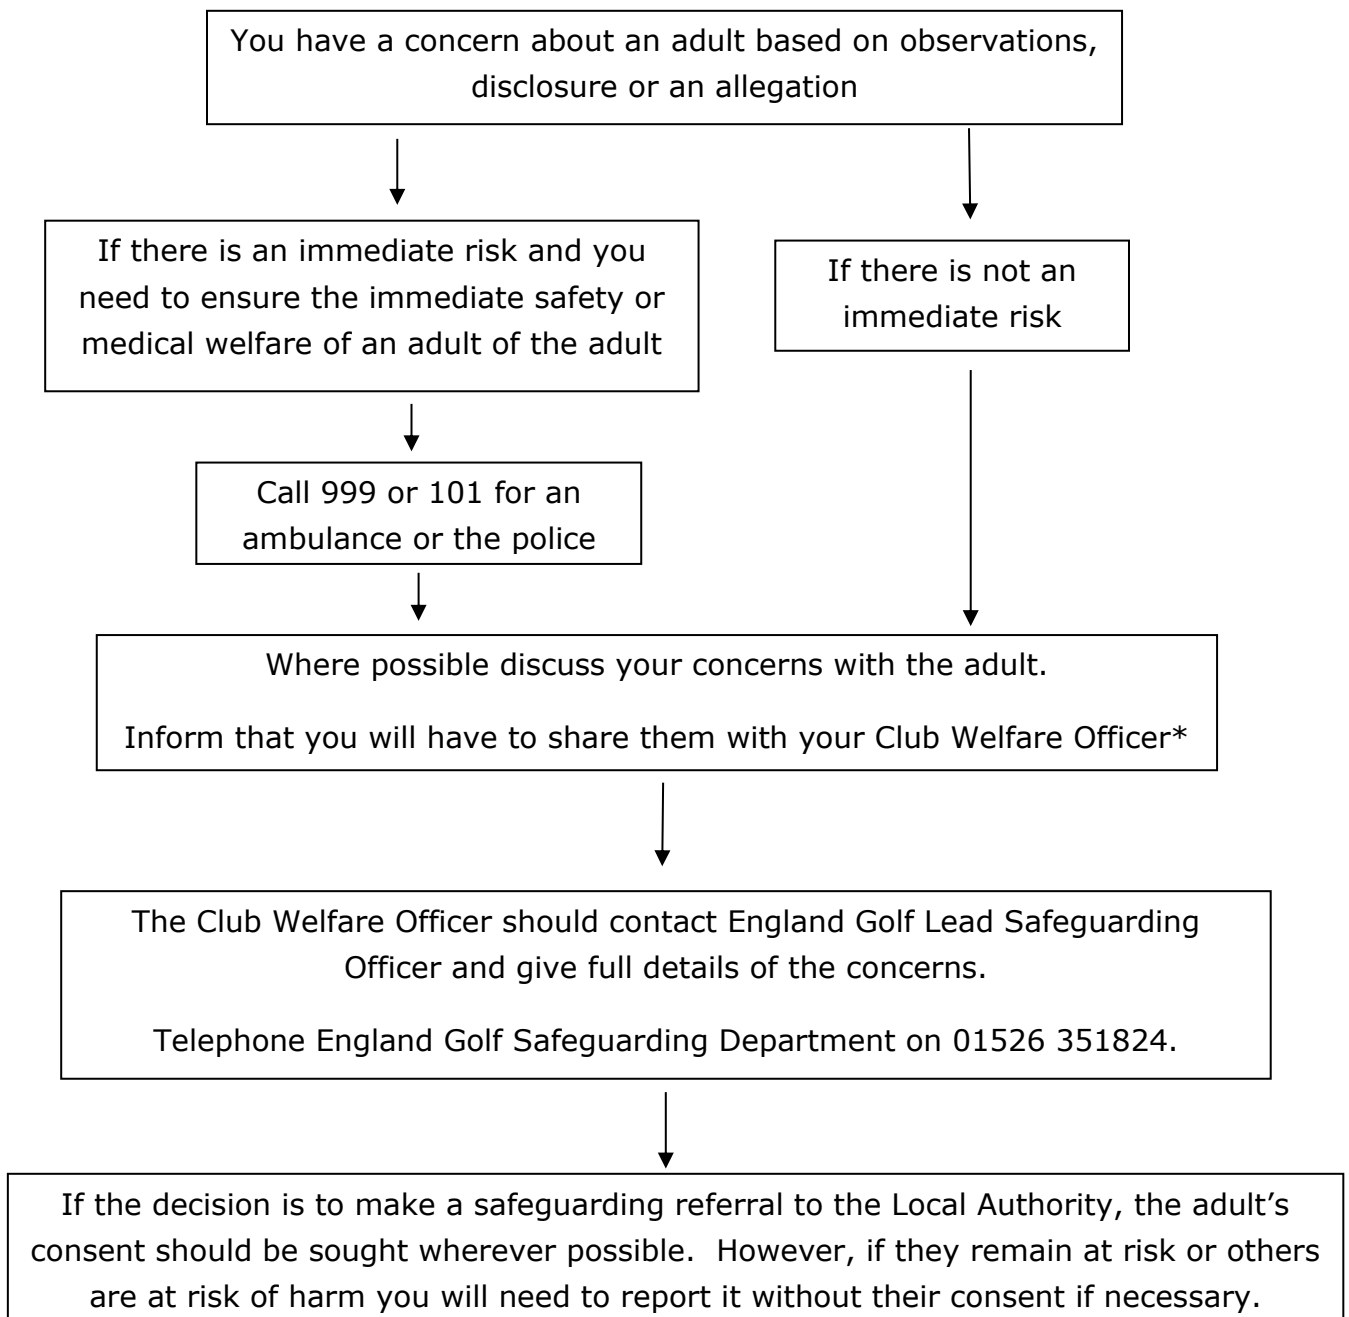 You have a concern about an adult based on observations,
disclosure or an allegation
If there is an immediate risk and you
need to ensure the immediate safety or
medical welfare of an adult of the adult
If there is not an
immediate risk
Call 999 or 101 for an
ambulance or the police
Where possible discuss your concerns with the adult.
Inform that you will have to share them with your Club Welfare Officer*
The Club Welfare Officer should contact England Golf Lead Safeguarding
Officer and give full details of the concerns.
Telephone England Golf Safeguarding Department on 01526 351824.
If the decision is to make a safeguarding referral to the Local Authority, the adult’s
consent should be sought wherever possible.  However, if they remain at risk or others
are at risk of harm you will need to report it without their consent if necessary.